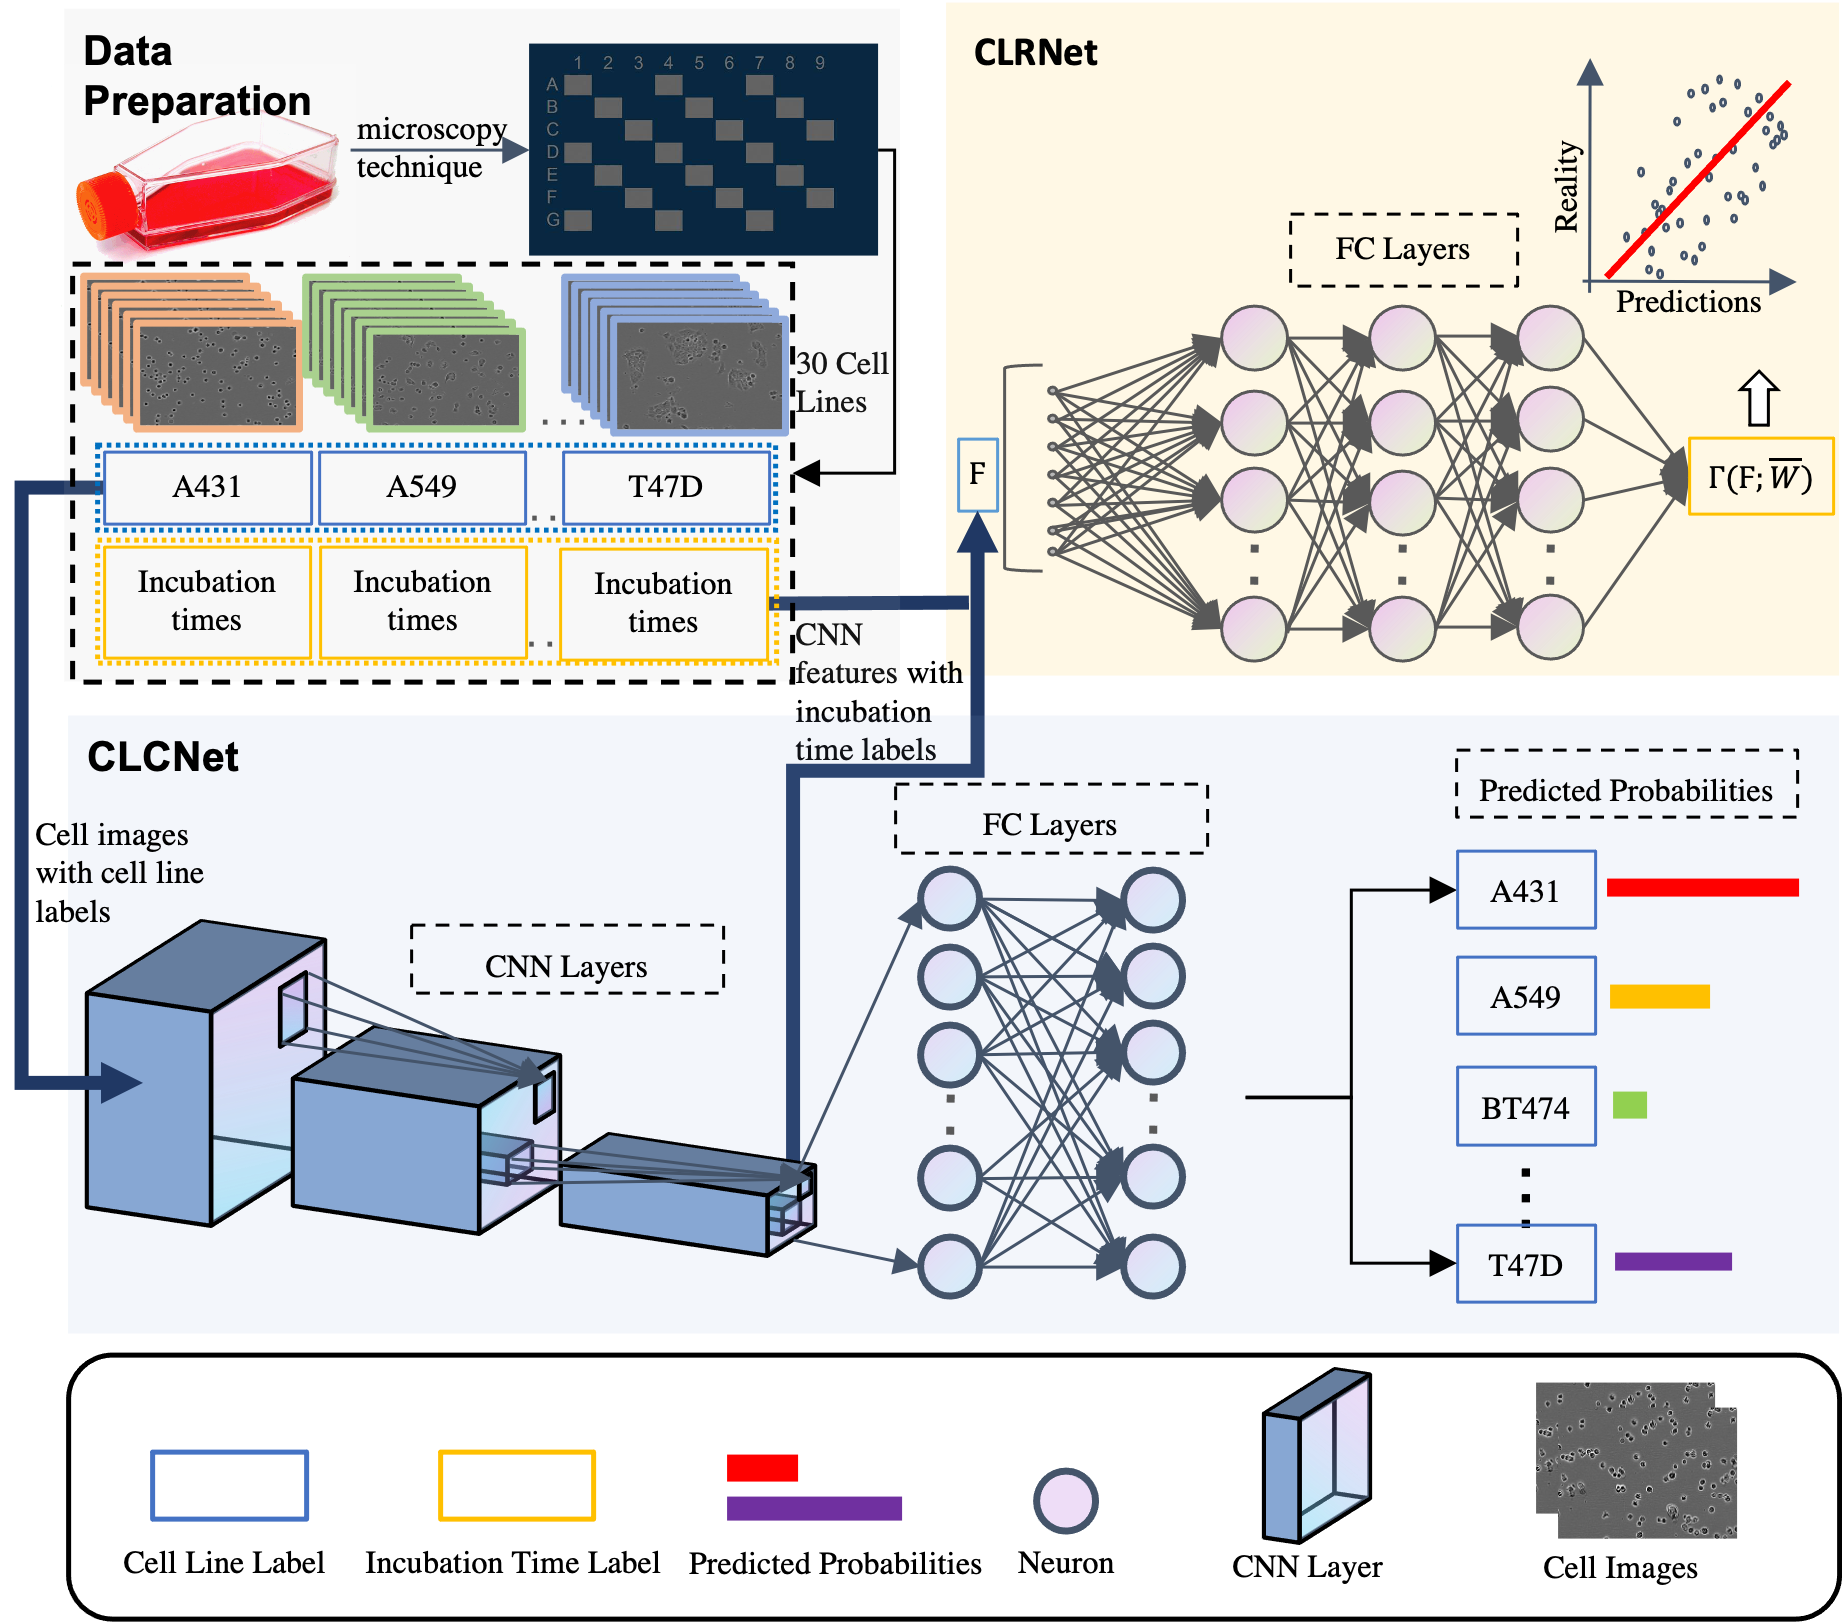 Data
Preparation
microscopy
technique
1 2 3 4 5 6 7 8 9
A
B
C
D
E
F
G
30 Cell
Lines
. . .
A431
A549
. .
T47D
Incubation
times
Incubation
times
. .
Incubation
times
CNN
features with
incubation
time labels
CLRNet
FC Layers
Reality
Predictions
F
Γ(F; W̅)
CLCNet
Cell images
with cell line
labels
CNN Layers
FC Layers
Predicted Probabilities
A431
A549
BT474
T47D
Cell Line Label
Incubation Time Label
Predicted Probabilities
Neuron
CNN Layer
Cell Images